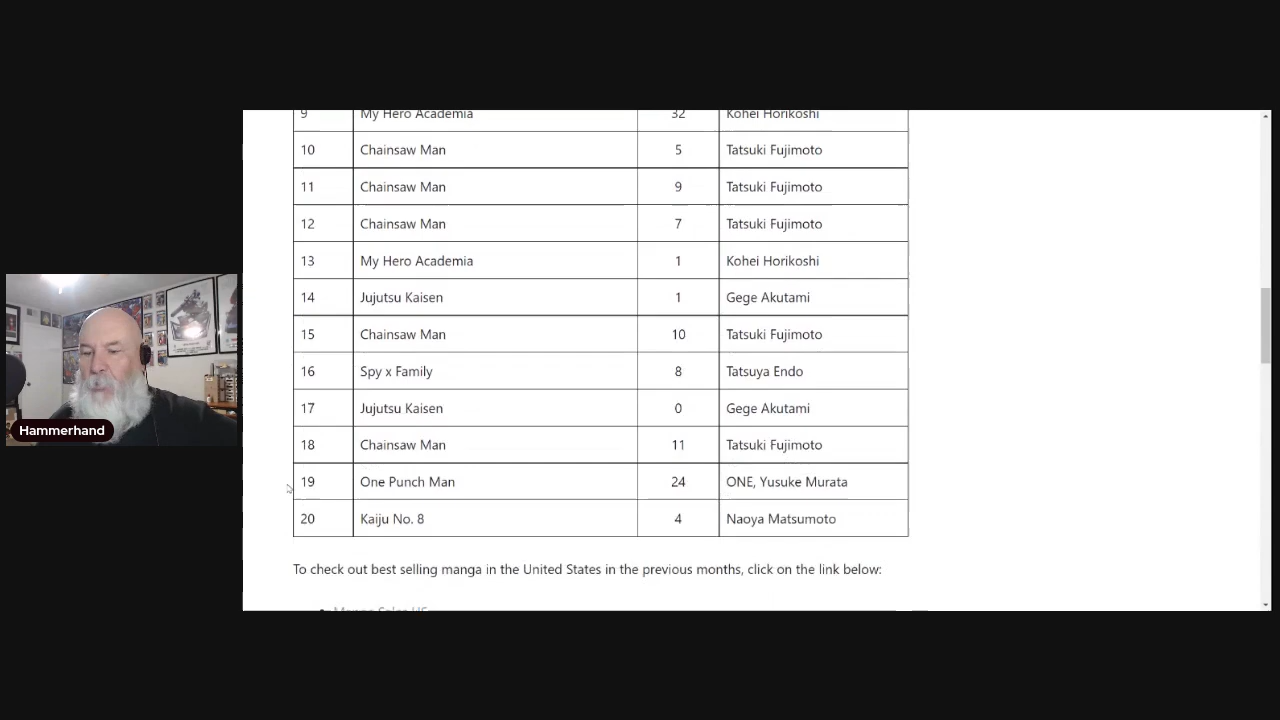 9 My Hero Academia 32 Kohei Horikoshi
10 Chainsaw Man 5 Tatsuki Fujimoto
11 Chainsaw Man 9 Tatsuki Fujimoto
12 Chainsaw Man 7 Tatsuki Fujimoto
13 My Hero Academia 1 Kohei Horikoshi
14 Jujutsu Kaisen 1 Gege Akutami
15 Chainsaw Man 10 Tatsuki Fujimoto
16 Spy x Family 8 Tatsuya Endo
17 Jujutsu Kaisen 0 Gege Akutami
18 Chainsaw Man 11 Tatsuki Fujimoto
19 One Punch Man 24 ONE, Yusuke Murata
20 Kaiju No. 8 4 Naoya Matsumoto
To check out best selling manga in the United States in the previous months, click on the link below:
Manga Sales US
Hammerhand